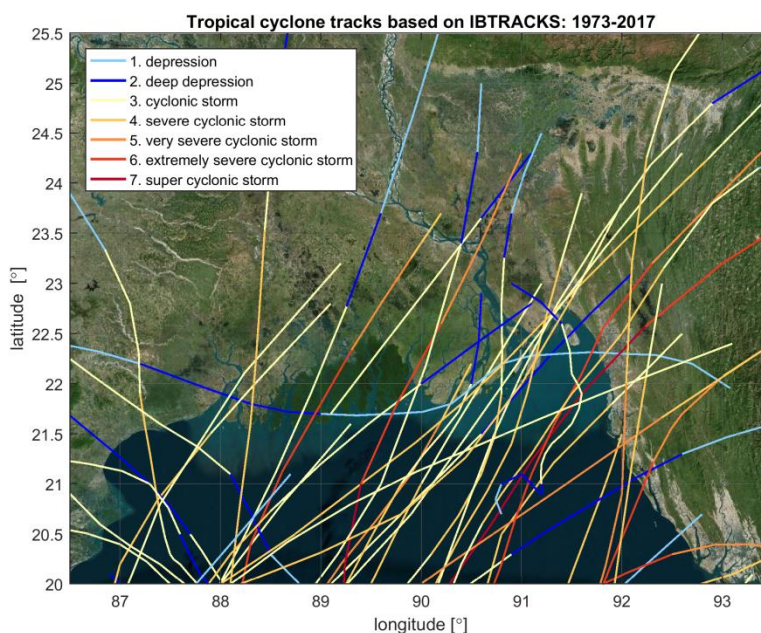 Tropical cyclone tracks based on IBTRACKS: 1973-2017
25.5
25
24.5
24
23.5
23
22.5
22
21.5
21
20.5
20
latitude [°]
1. depression
2. deep depression
3. cyclonic storm
4. severe cyclonic storm
5. very severe cyclonic storm
6. extremely severe cyclonic storm
7. super cyclonic storm
87 88 89 90 91 92 93
longitude [°]